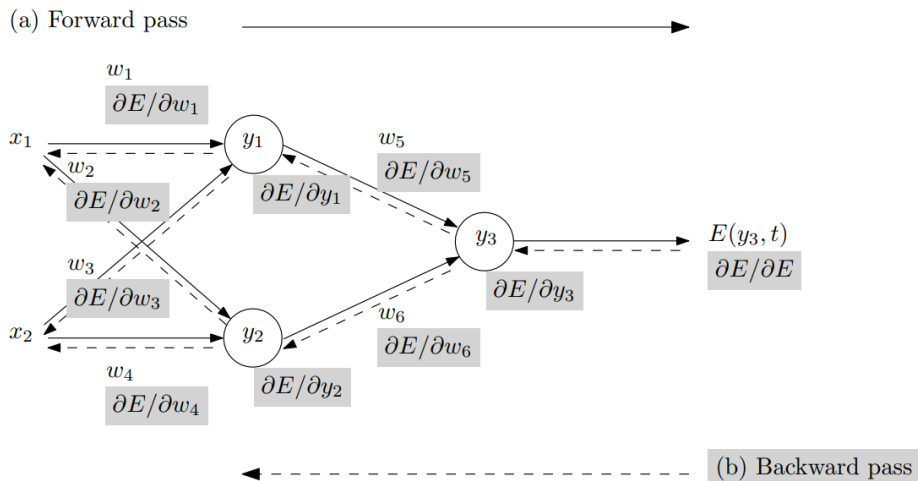 (a) Forward pass
w₁
∂E/∂w₁
x₁
y₁
w₂
∂E/∂w₂
∂E/∂y₁
w₅
∂E/∂w₅
y₃
E(y₃, t)
∂E/∂E
∂E/∂y₃
w₃
∂E/∂w₃
x₂
y₂
w₆
∂E/∂w₆
w₄
∂E/∂w₄
∂E/∂y₂
(b) Backward pass